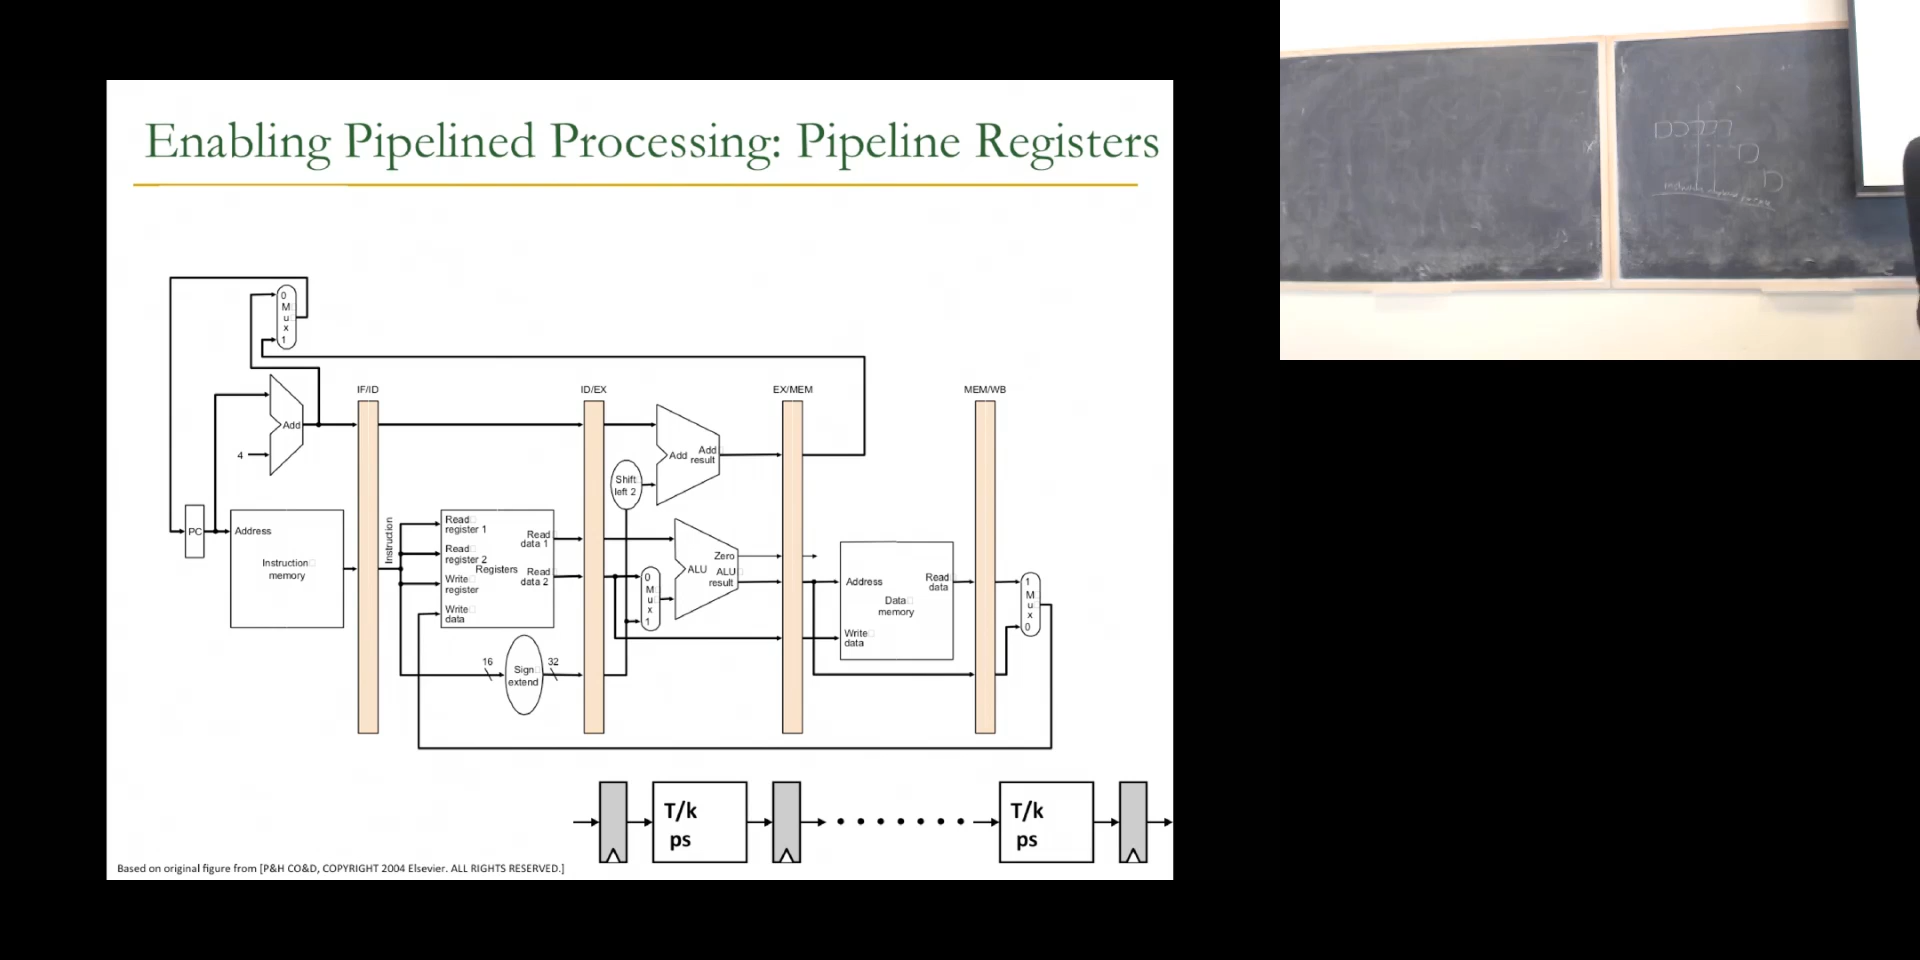 Enabling Pipelined Processing: Pipeline Registers
0
M
u
x
1
Add
4
PC
Address
Instruction
memory
IF/ID
Instruction
Read
register 1
Read
register 2
Registers
Write
register
Write
data
Read
data 1
Read
data 2
16
Sign
extend
32
ID/EX
Shift
left 2
Add
Add
result
0
M
u
x
1
ALU
Zero
ALU
result
EX/MEM
Address
Data
memory
Write
data
Read
data
MEM/WB
1
M
u
x
0
T/k
ps
T/k
ps
Based on original figure from [P&H CO&D, COPYRIGHT 2004 Elsevier. ALL RIGHTS RESERVED.]